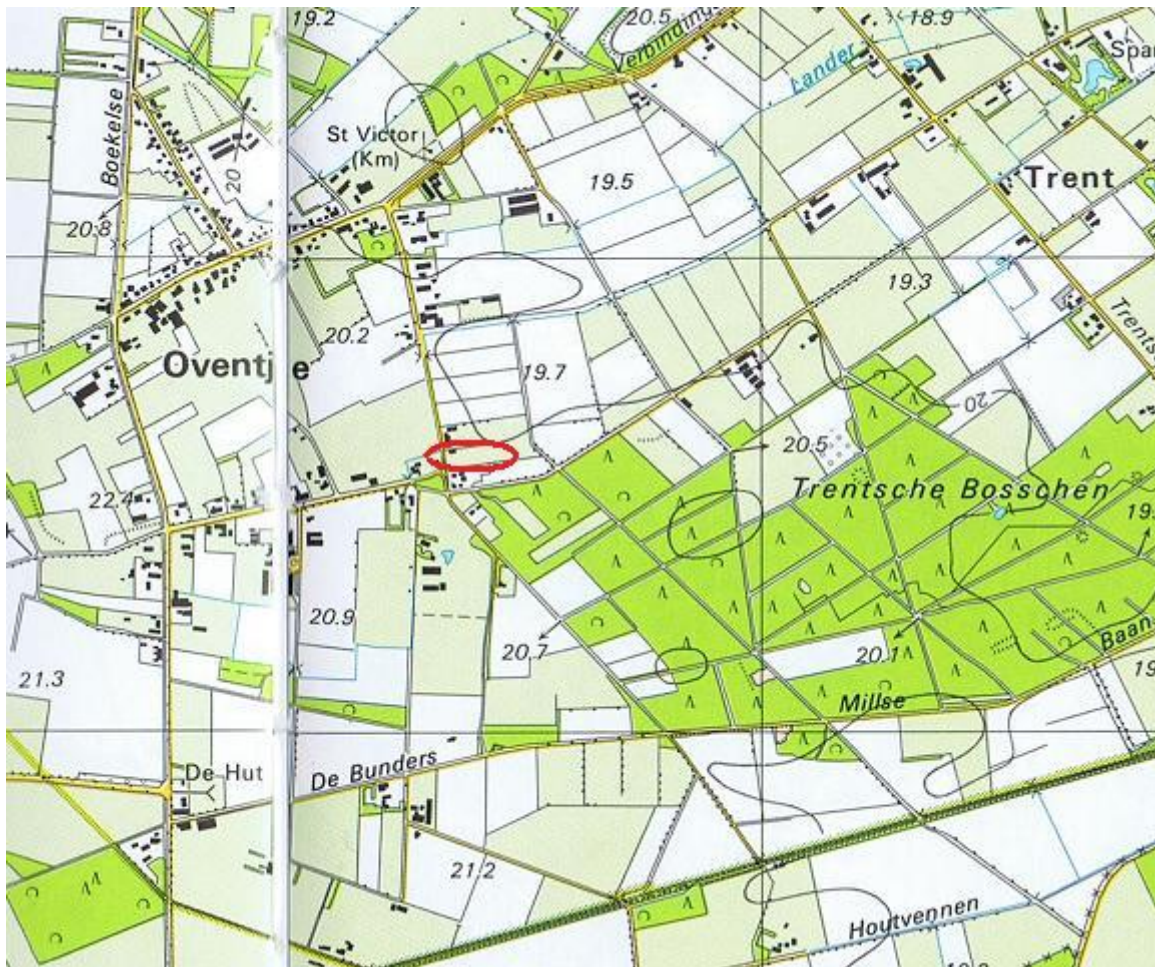 19.2
20.5
Verbinding
18.9
Lander
Spa
Boekelse
St Victor
(Km)
20
19.5
Trent
20.8
19.3
20.2
Trents
Oventje
19.7
20
20.5
22.4
Trentsche Bosschen
19.
20.9
20.7
20.1
Baan
21.3
Millse
19
De Hut
De Bunders
21.2
Houtvennen